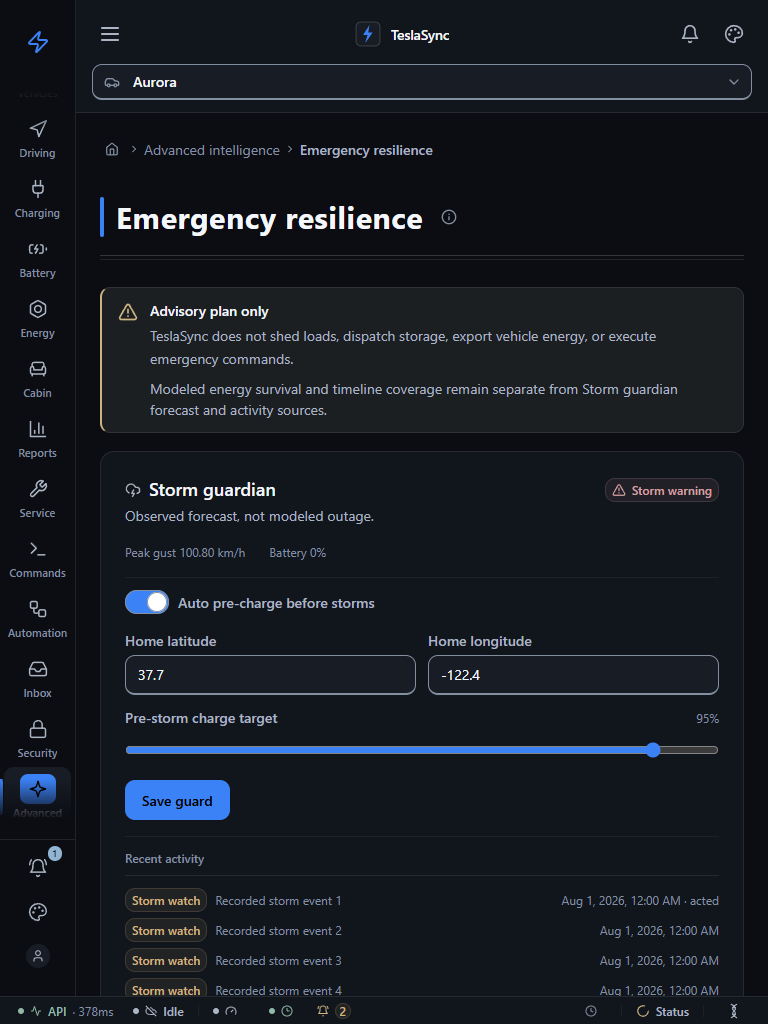 TeslaSync
Aurora
Driving
Charging
Battery
Energy
Cabin
Reports
Service
Commands
Automation
Inbox
Security
Advanced
1
Advanced intelligence
Emergency resilience
Emergency resilience
Advisory plan only
TeslaSync does not shed loads, dispatch storage, export vehicle energy, or execute
emergency commands.
Modeled energy survival and timeline coverage remain separate from Storm guardian
forecast and activity sources.
Storm guardian
Storm warning
Observed forecast, not modeled outage.
Peak gust 100.80 km/h Battery 0%
Auto pre-charge before storms
Home latitude Home longitude
37.7 -122.4
Pre-storm charge target 95%
Save guard
Recent activity
Storm watch Recorded storm event 1 Aug 1, 2026, 12:00 AM · acted
Storm watch Recorded storm event 2 Aug 1, 2026, 12:00 AM
Storm watch Recorded storm event 3 Aug 1, 2026, 12:00 AM
Storm watch Recorded storm event 4 Aug 1, 2026, 12:00 AM
API · 378ms Idle 2 Status